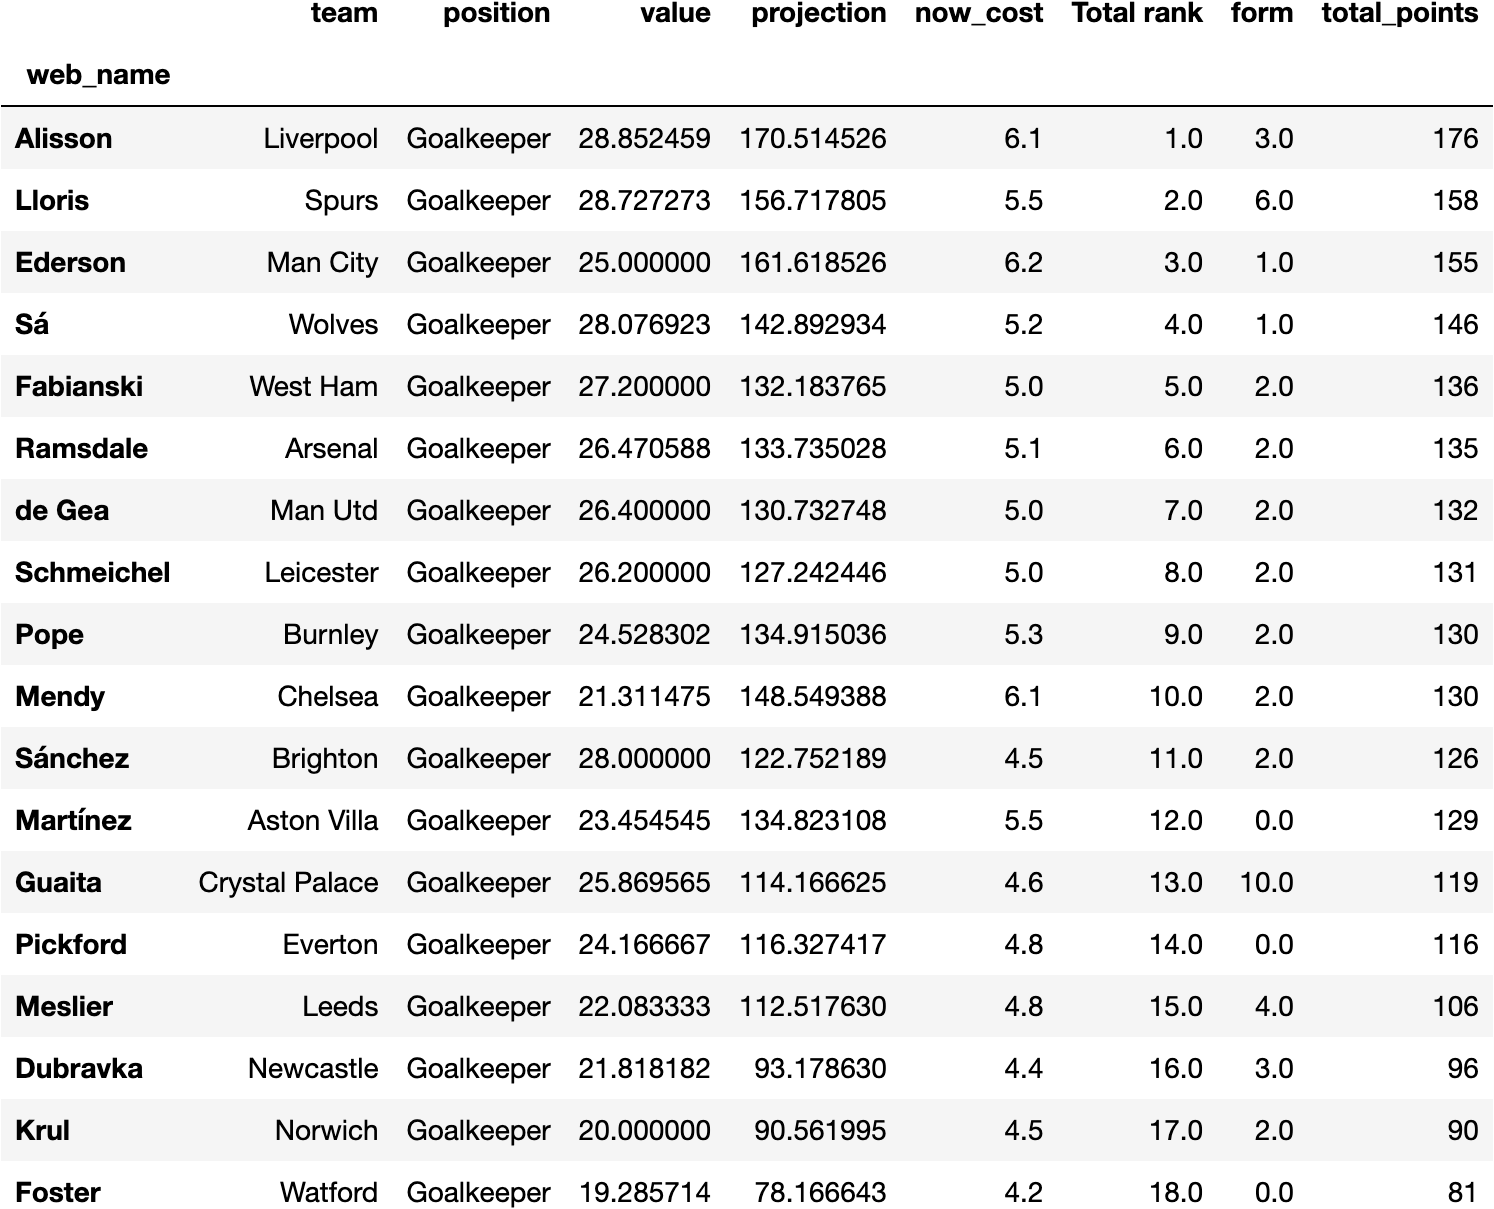 team position value projection now_cost Total rank form total_points
web_name
Alisson Liverpool Goalkeeper 28.852459 170.514526 6.1 1.0 3.0 176
Lloris Spurs Goalkeeper 28.727273 156.717805 5.5 2.0 6.0 158
Ederson Man City Goalkeeper 25.000000 161.618526 6.2 3.0 1.0 155
Sá Wolves Goalkeeper 28.076923 142.892934 5.2 4.0 1.0 146
Fabianski West Ham Goalkeeper 27.200000 132.183765 5.0 5.0 2.0 136
Ramsdale Arsenal Goalkeeper 26.470588 133.735028 5.1 6.0 2.0 135
de Gea Man Utd Goalkeeper 26.400000 130.732748 5.0 7.0 2.0 132
Schmeichel Leicester Goalkeeper 26.200000 127.242446 5.0 8.0 2.0 131
Pope Burnley Goalkeeper 24.528302 134.915036 5.3 9.0 2.0 130
Mendy Chelsea Goalkeeper 21.311475 148.549388 6.1 10.0 2.0 130
Sánchez Brighton Goalkeeper 28.000000 122.752189 4.5 11.0 2.0 126
Martínez Aston Villa Goalkeeper 23.454545 134.823108 5.5 12.0 0.0 129
Guaita Crystal Palace Goalkeeper 25.869565 114.166625 4.6 13.0 10.0 119
Pickford Everton Goalkeeper 24.166667 116.327417 4.8 14.0 0.0 116
Meslier Leeds Goalkeeper 22.083333 112.517630 4.8 15.0 4.0 106
Dubravka Newcastle Goalkeeper 21.818182 93.178630 4.4 16.0 3.0 96
Krul Norwich Goalkeeper 20.000000 90.561995 4.5 17.0 2.0 90
Foster Watford Goalkeeper 19.285714 78.166643 4.2 18.0 0.0 81